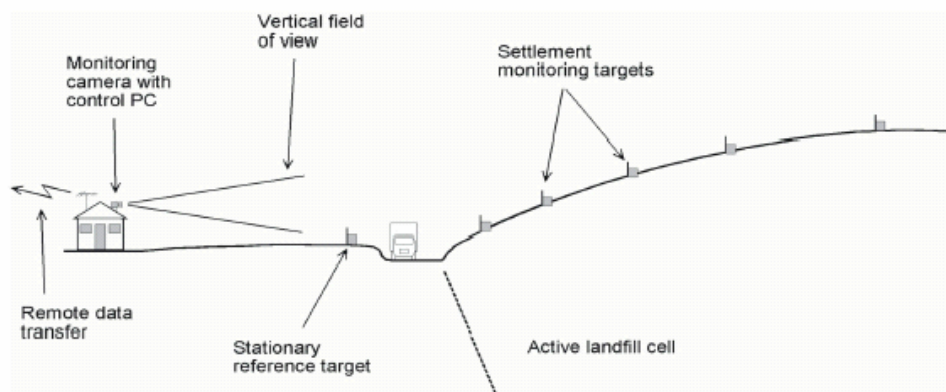 Vertical field
of view
Monitoring
camera with
control PC
Settlement
monitoring targets
Remote data
transfer
Stationary
reference target
Active landfill cell